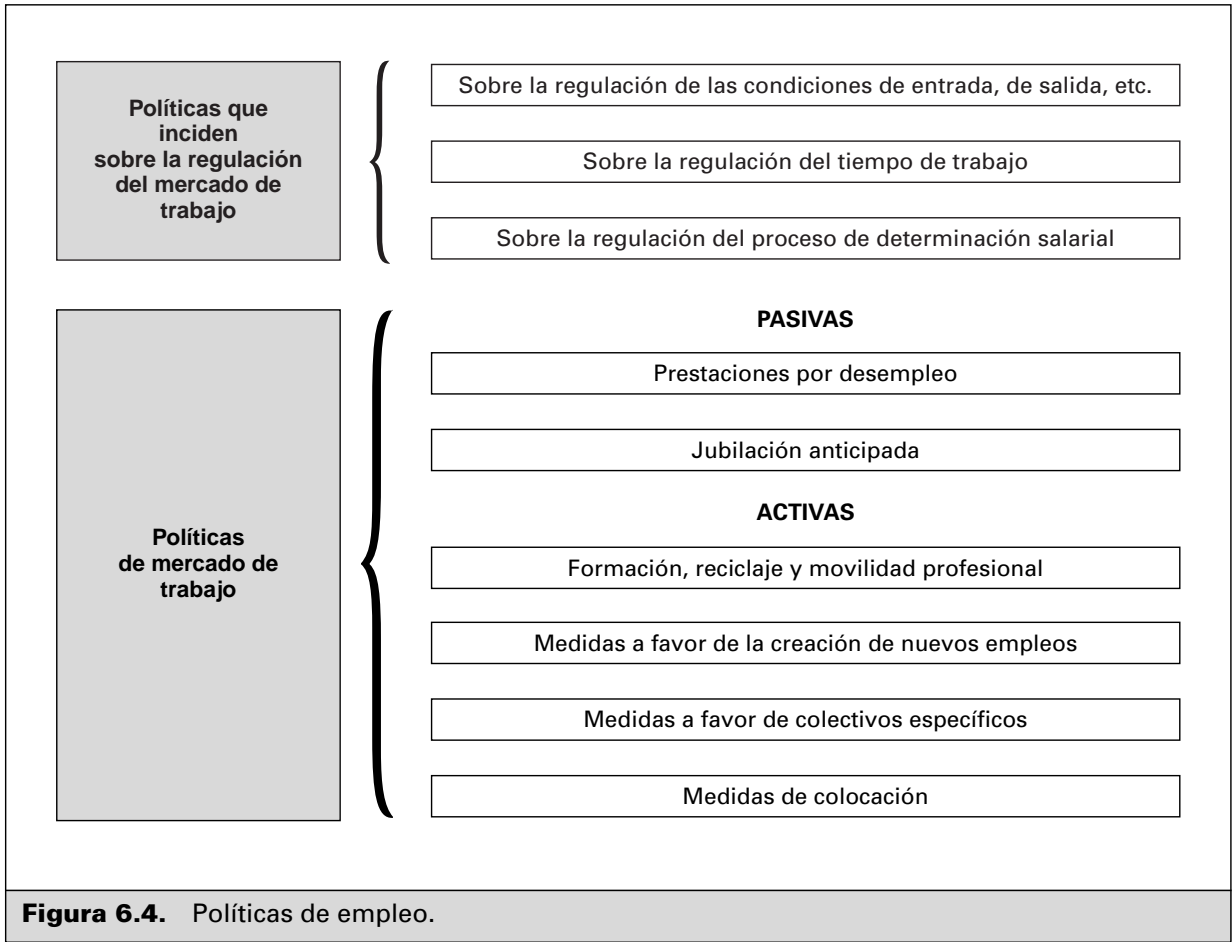 Políticas que
inciden
sobre la regulación
del mercado de
trabajo
Sobre la regulación de las condiciones de entrada, de salida, etc.
Sobre la regulación del tiempo de trabajo
Sobre la regulación del proceso de determinación salarial
Políticas
de mercado de
trabajo
PASIVAS
Prestaciones por desempleo
Jubilación anticipada
ACTIVAS
Formación, reciclaje y movilidad profesional
Medidas a favor de la creación de nuevos empleos
Medidas a favor de colectivos específicos
Medidas de colocación
Figura 6.4. Políticas de empleo.